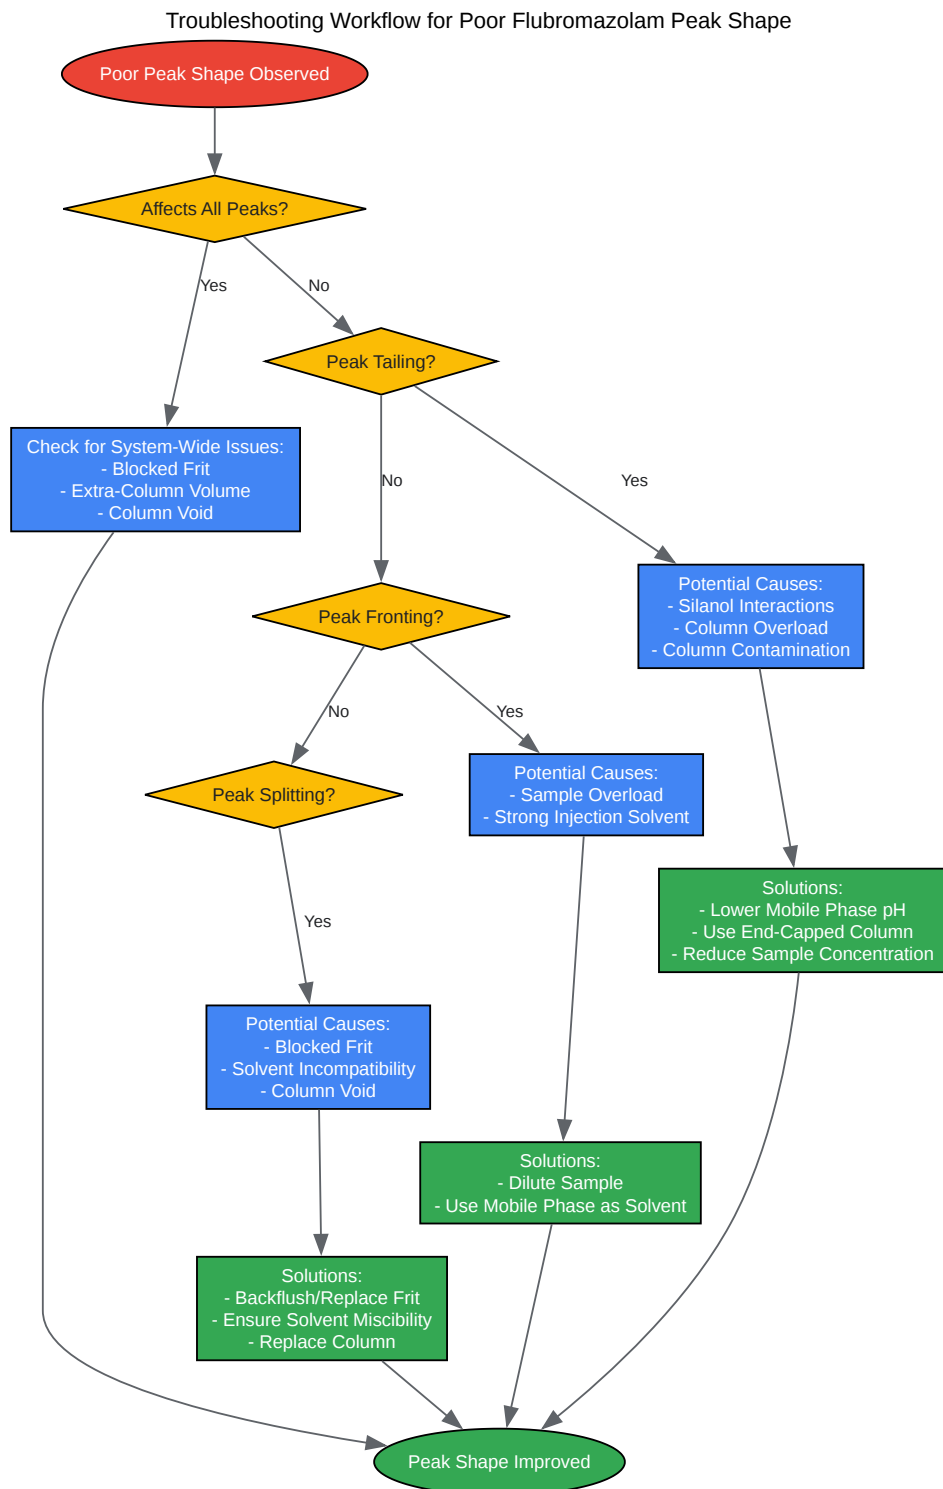 Troubleshooting Workflow for Poor Flubromazolam Peak Shape
Poor Peak Shape Observed
Affects All Peaks?
Yes
No
Peak Tailing?
Check for System-Wide Issues:
- Blocked Frit
- Extra-Column Volume
- Column Void
No
Yes
Potential Causes:
- Silanol Interactions
- Column Overload
- Column Contamination
Peak Fronting?
No
Yes
Potential Causes:
- Sample Overload
- Strong Injection Solvent
Peak Splitting?
Solutions:
- Lower Mobile Phase pH
- Use End-Capped Column
- Reduce Sample Concentration
Yes
Potential Causes:
- Blocked Frit
- Solvent Incompatibility
- Column Void
Solutions:
- Dilute Sample
- Use Mobile Phase as Solvent
Solutions:
- Backflush/Replace Frit
- Ensure Solvent Miscibility
- Replace Column
Peak Shape Improved